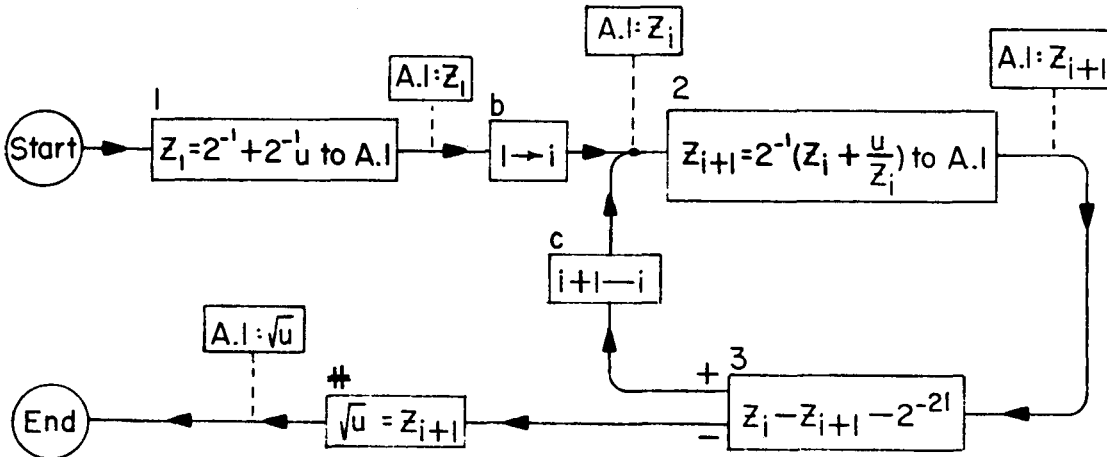 Start
1
Z₁=2⁻¹+2⁻¹u to A.1
A.1:Z₁
b
1→i
A.1:Zᵢ
2
Zᵢ₊₁=2⁻¹(Zᵢ+u/Zᵢ) to A.1
A.1:Zᵢ₊₁
c
i+1—i
3
+
Zᵢ-Zᵢ₊₁-2⁻²¹
-
#
√u=Zᵢ₊₁
A.1:√u
End